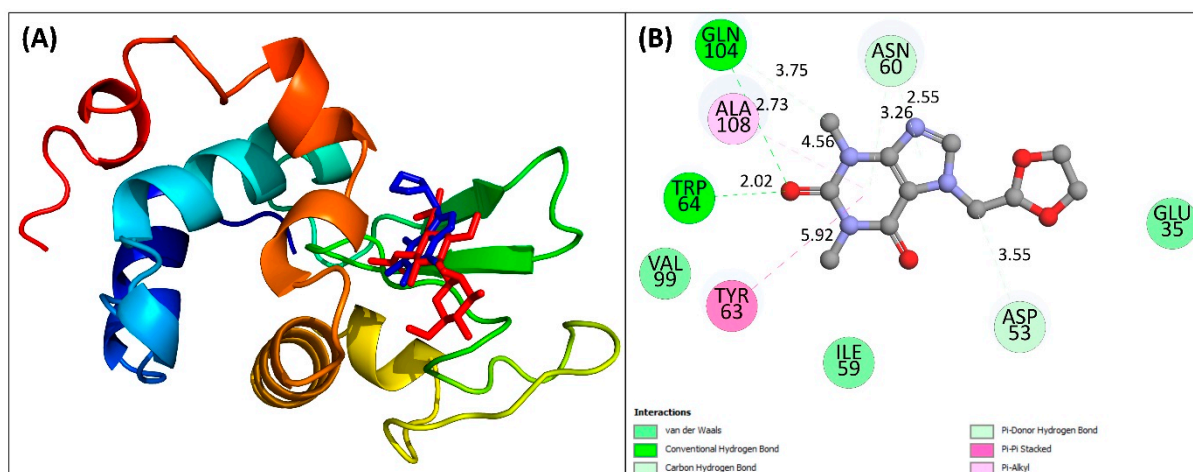 (A)
(B)
GLN
104
ASN
60
3.75
2.55
ALA
108
2.73
3.26
4.56
TRP
64
2.02
GLU
35
5.92
3.55
VAL
99
TYR
63
ASP
53
ILE
59
Interactions
van der Waals
Conventional Hydrogen Bond
Carbon Hydrogen Bond
Pi-Donor Hydrogen Bond
Pi-Pi Stacked
Pi-Alkyl